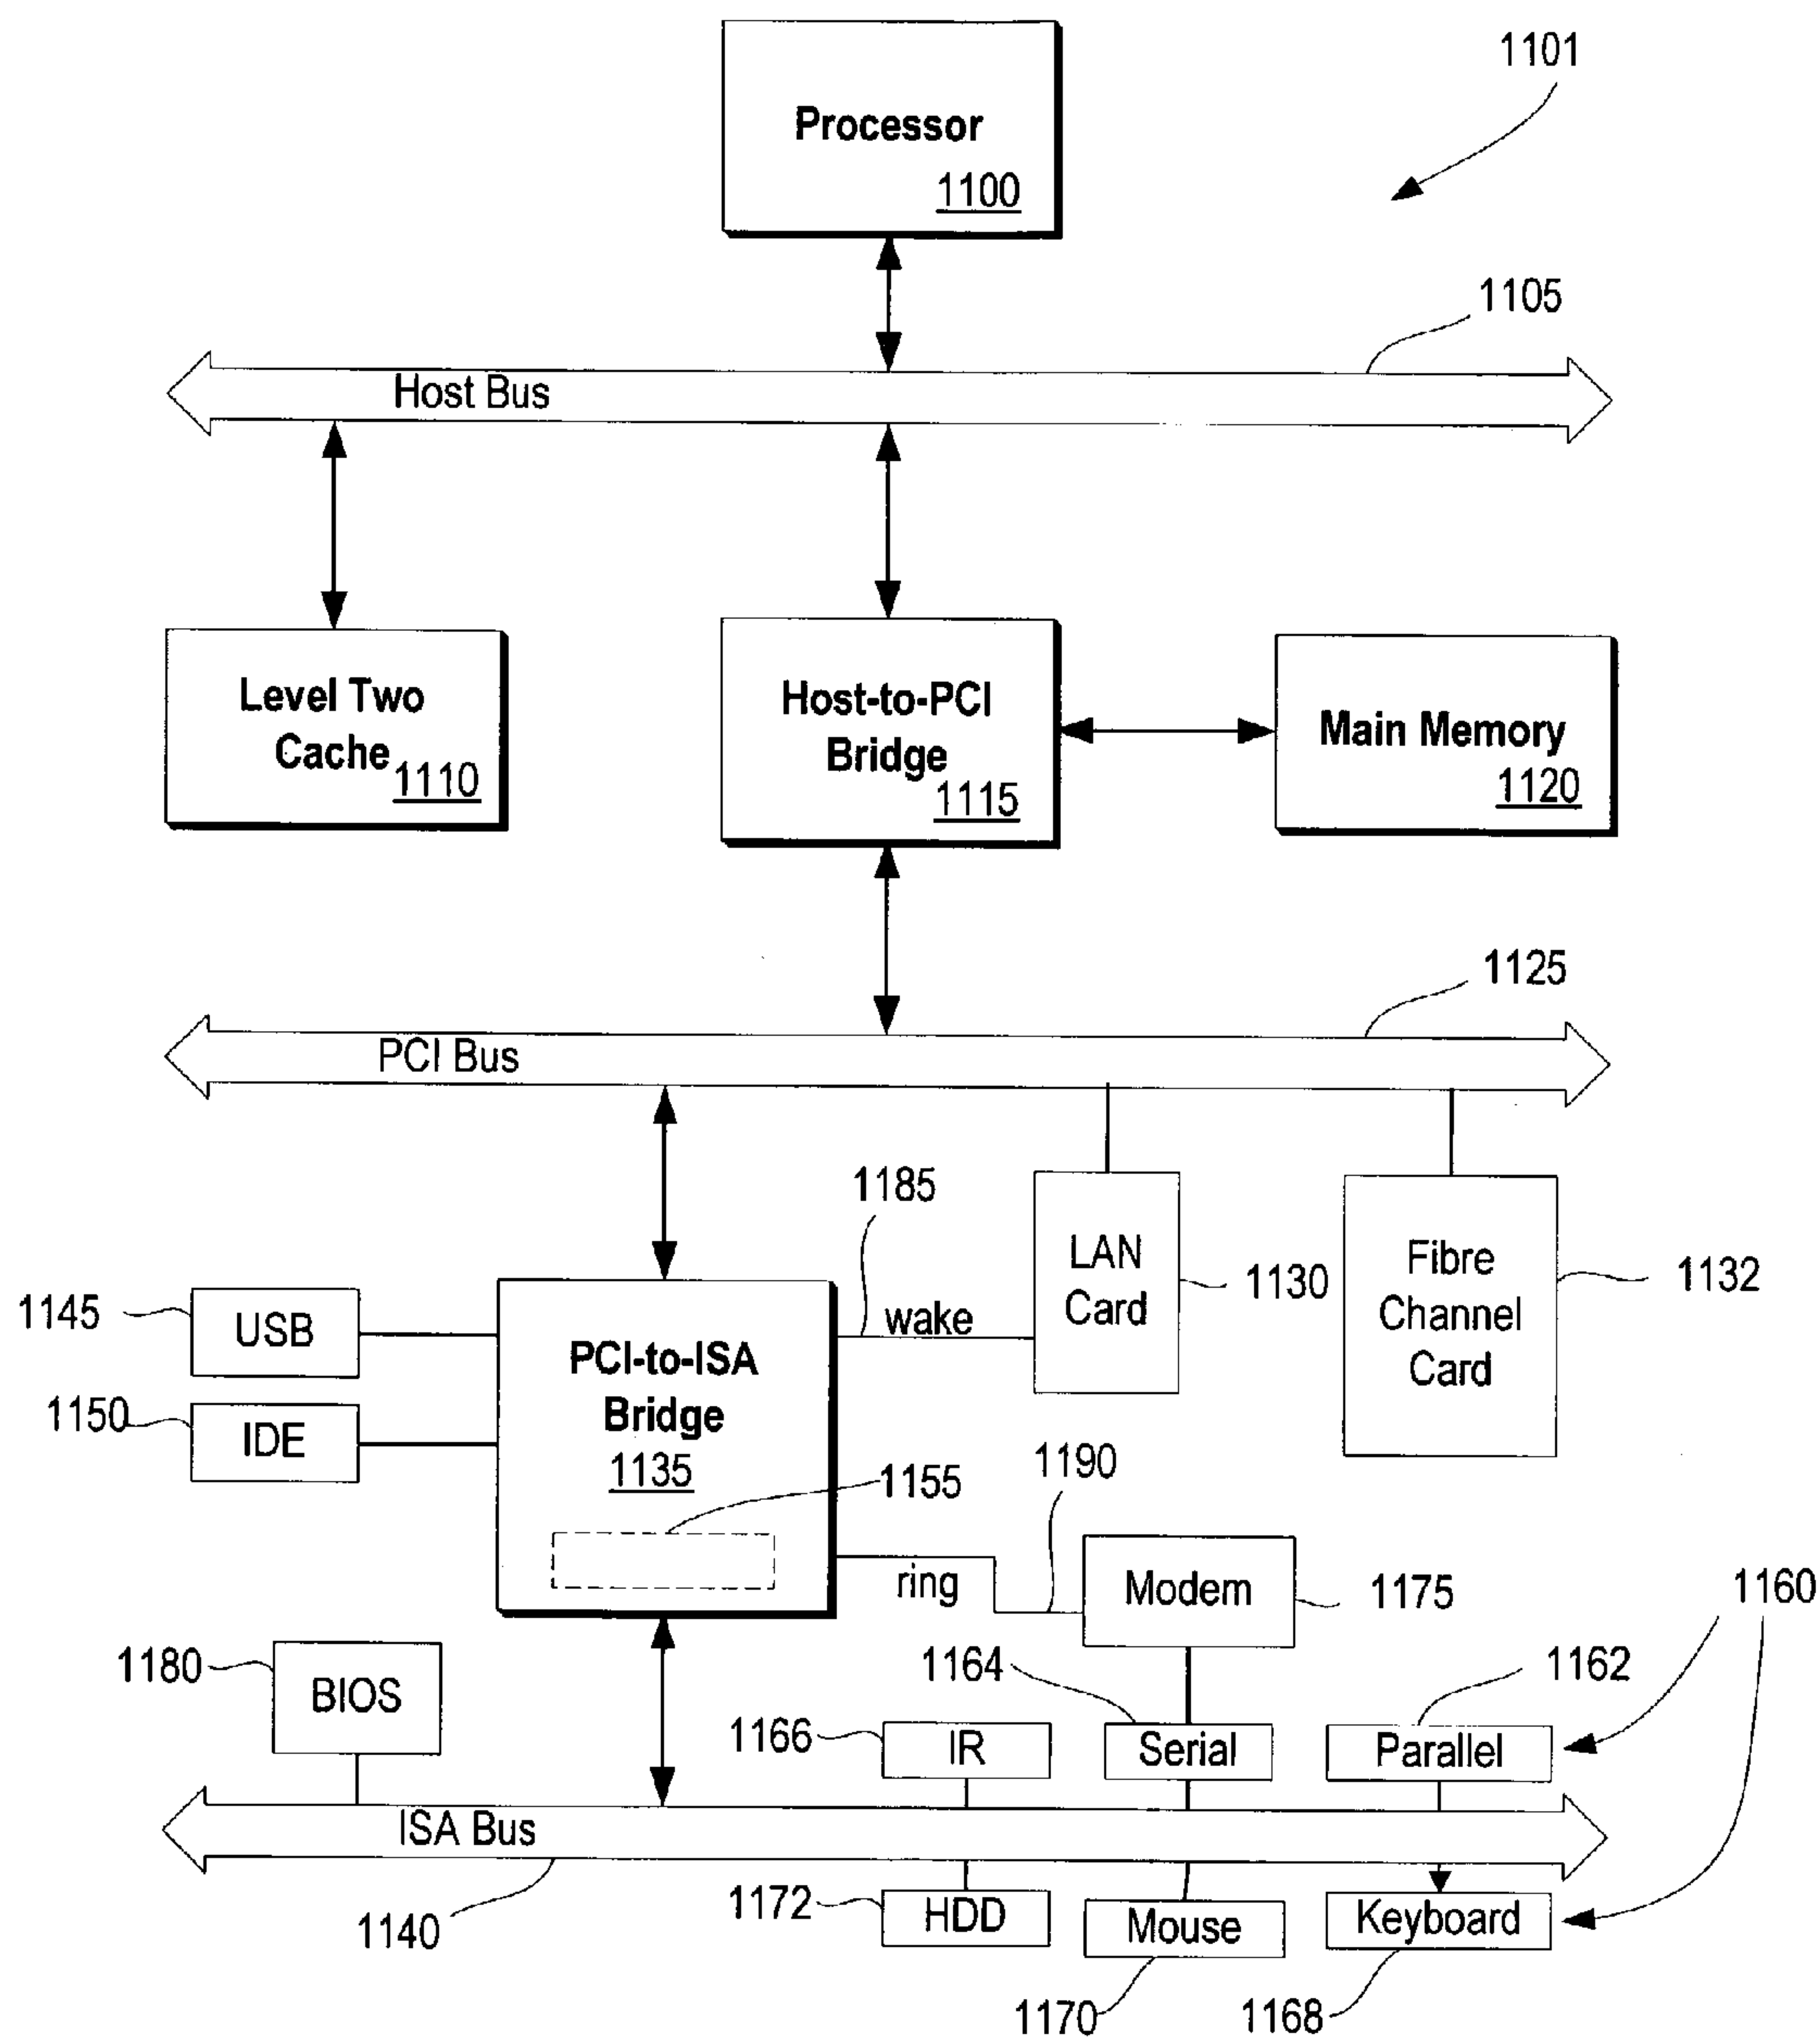 1101
Processor
1100
1105
Host Bus
Level Two
Cache
1110
Host-to-PCI
Bridge
1115
Main Memory
1120
1125
PCI Bus
1185
LAN
Card
1130
Fibre
Channel
Card
1132
1145
USB
wake
PCI-to-ISA
Bridge
1135
1150
IDE
1155
1190
ring
Modem
1175
1160
1180
BIOS
1164
1162
1166
IR
Serial
Parallel
ISA Bus
1140
1172
HDD
Mouse
Keyboard
1170
1168